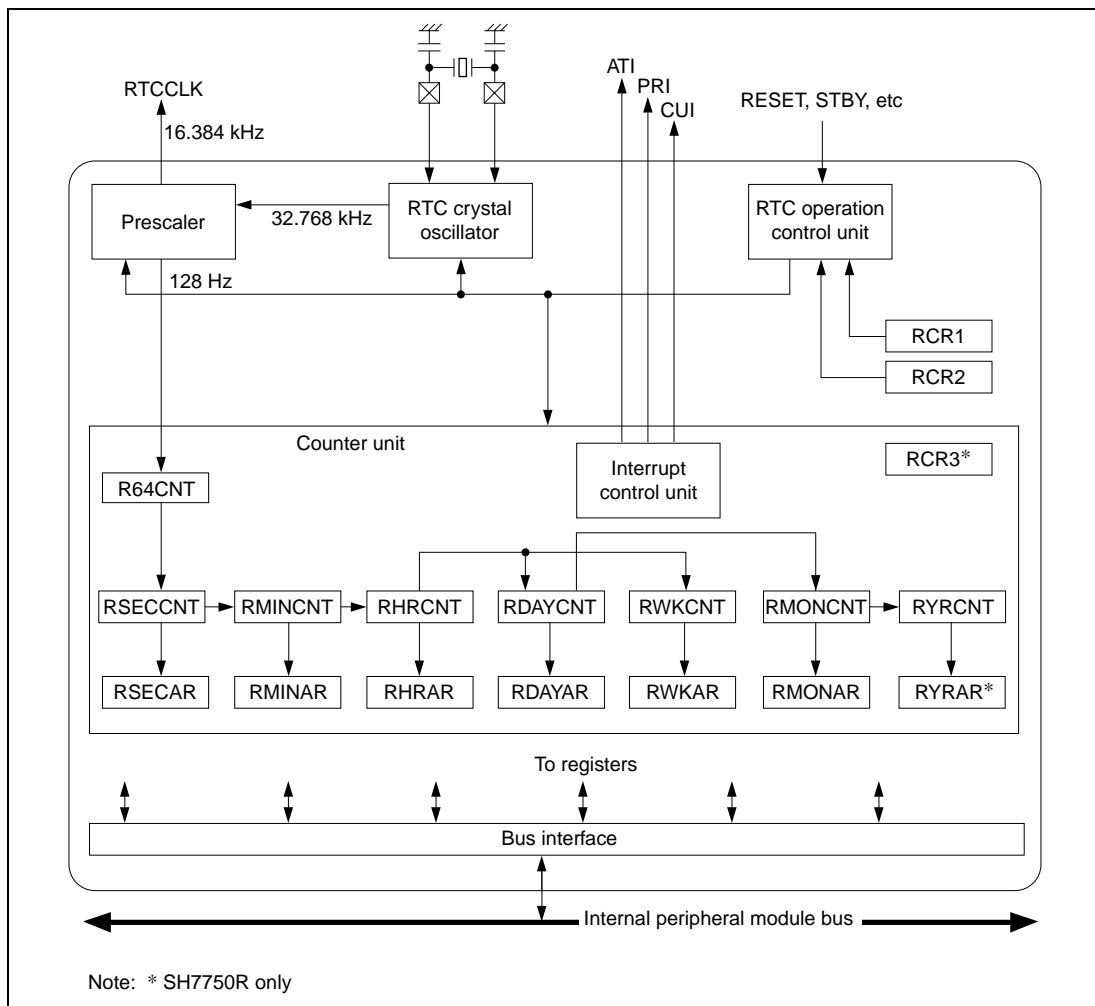 ATI
PRI
CUI
RTCCLK
16.384 kHz
RESET, STBY, etc
Prescaler
32.768 kHz
RTC crystal
oscillator
RTC operation
control unit
128 Hz
RCR1
RCR2
Counter unit
Interrupt
control unit
RCR3*
R64CNT
RSECCNT
RMINCNT
RHRCNT
RDAYCNT
RWKCNT
RMONCNT
RYRCNT
RSECAR
RMINAR
RHRAR
RDAYAR
RWKAR
RMONAR
RYRAR*
To registers
Bus interface
Internal peripheral module bus
Note: * SH7750R only